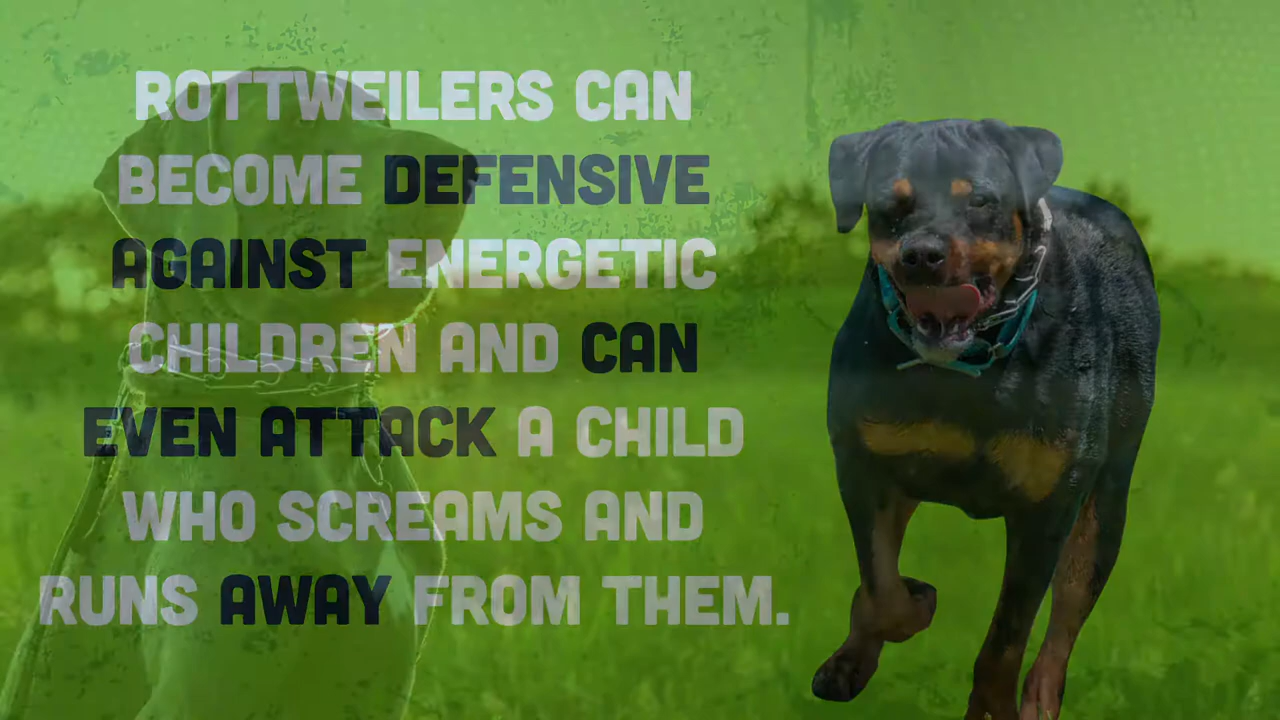 ROTTWEILERS CAN
BECOME DEFENSIVE
AGAINST ENERGETIC
CHILDREN AND CAN
EVEN ATTACK A CHILD
WHO SCREAMS AND
RUNS AWAY FROM THEM.